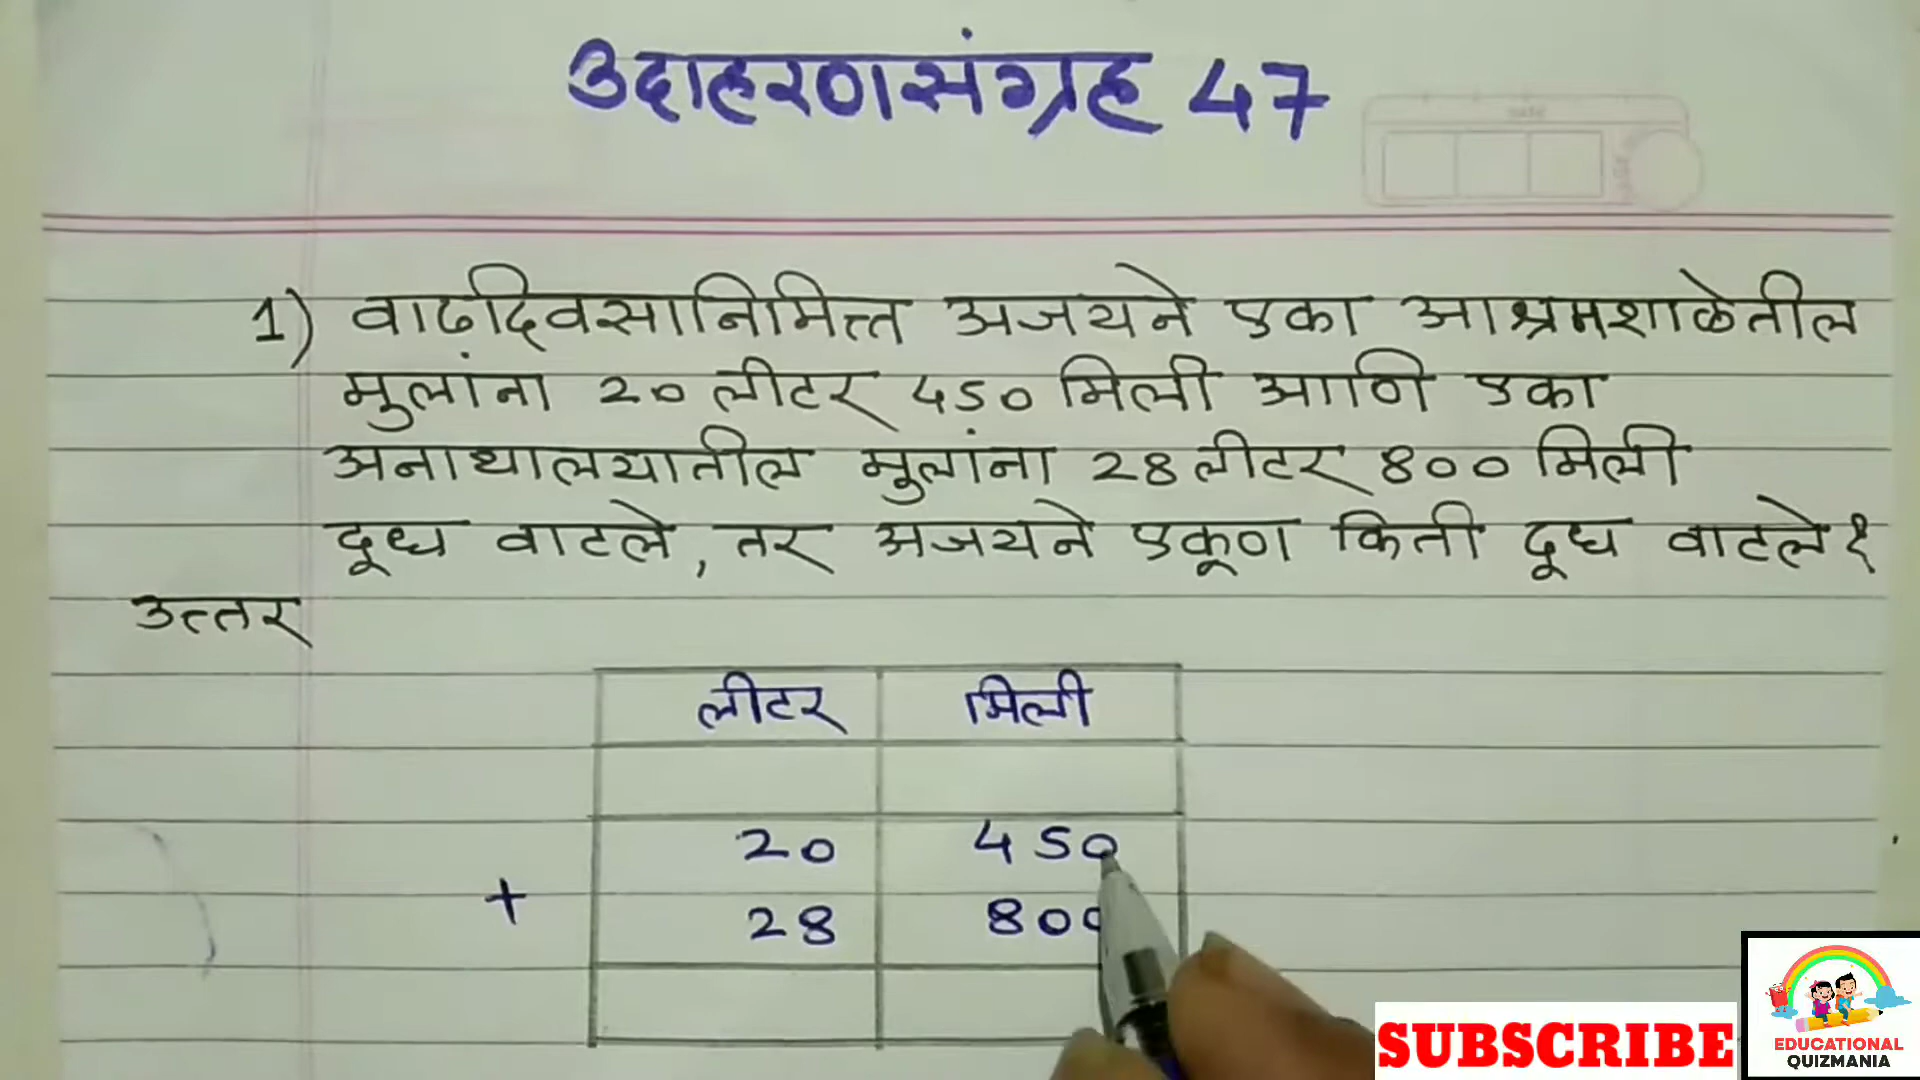 उदाहरणसंग्रह 47
1) वाढदिवसानिमित्त अजयने एका आश्रमशाळेतील
मुलांना 20 लीटर 450 मिली आणि एका
अनाथालयातील मुलांना 28 लीटर 800 मिली
दूध वाटले, तर अजयने एकूण किती दूध वाटले?
उत्तर
लीटर मिली
20 450
+ 28 800
SUBSCRIBE
EDUCATIONAL
QUIZMANIA